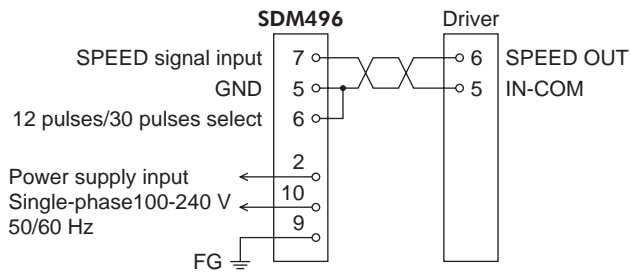 SDM496 Driver
SPEED signal input 7 6 SPEED OUT
GND 5 5 IN-COM
12 pulses/30 pulses select 6
2
Power supply input
10
Single-phase100-240 V
9
50/60 Hz
FG